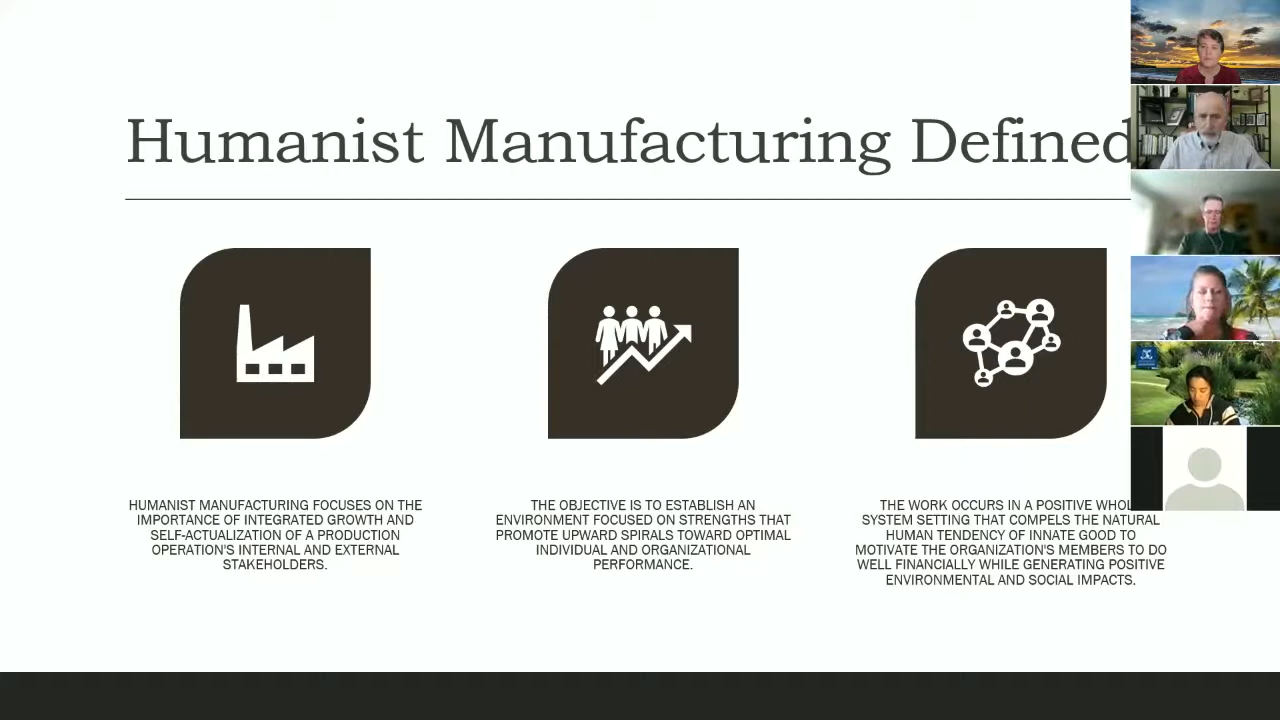 Humanist Manufacturing Defined
HUMANIST MANUFACTURING FOCUSES ON THE
IMPORTANCE OF INTEGRATED GROWTH AND
SELF-ACTUALIZATION OF A PRODUCTION
OPERATION'S INTERNAL AND EXTERNAL
STAKEHOLDERS.
THE OBJECTIVE IS TO ESTABLISH AN
ENVIRONMENT FOCUSED ON STRENGTHS THAT
PROMOTE UPWARD SPIRALS TOWARD OPTIMAL
INDIVIDUAL AND ORGANIZATIONAL
PERFORMANCE.
THE WORK OCCURS IN A POSITIVE WHOL
SYSTEM SETTING THAT COMPELS THE NATURAL
HUMAN TENDENCY OF INNATE GOOD TO
MOTIVATE THE ORGANIZATION'S MEMBERS TO DO
WELL FINANCIALLY WHILE GENERATING POSITIVE
ENVIRONMENTAL AND SOCIAL IMPACTS.